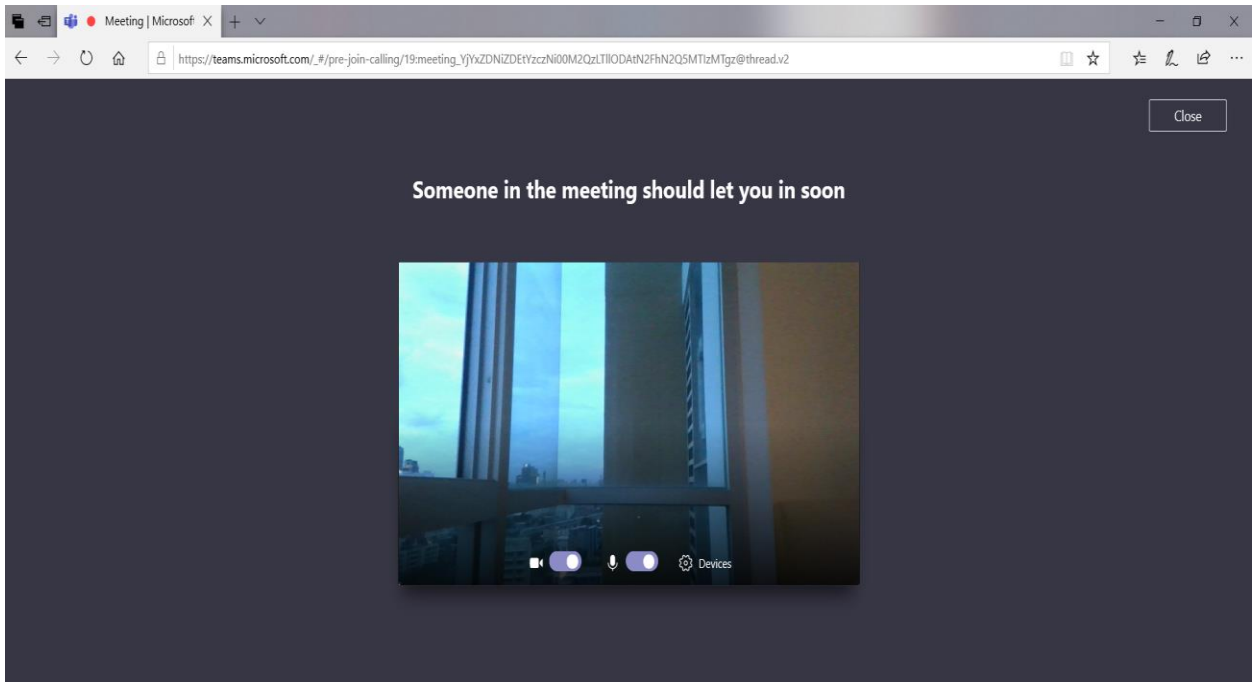 Meeting | Microsoft
https://teams.microsoft.com/_#/pre-join-calling/19:meeting_YjYxZDNiZDEtYzczNi00M2QzLTllODAtN2FhN2Q5MTIzMTgz@thread.v2
Close
Someone in the meeting should let you in soon
Devices